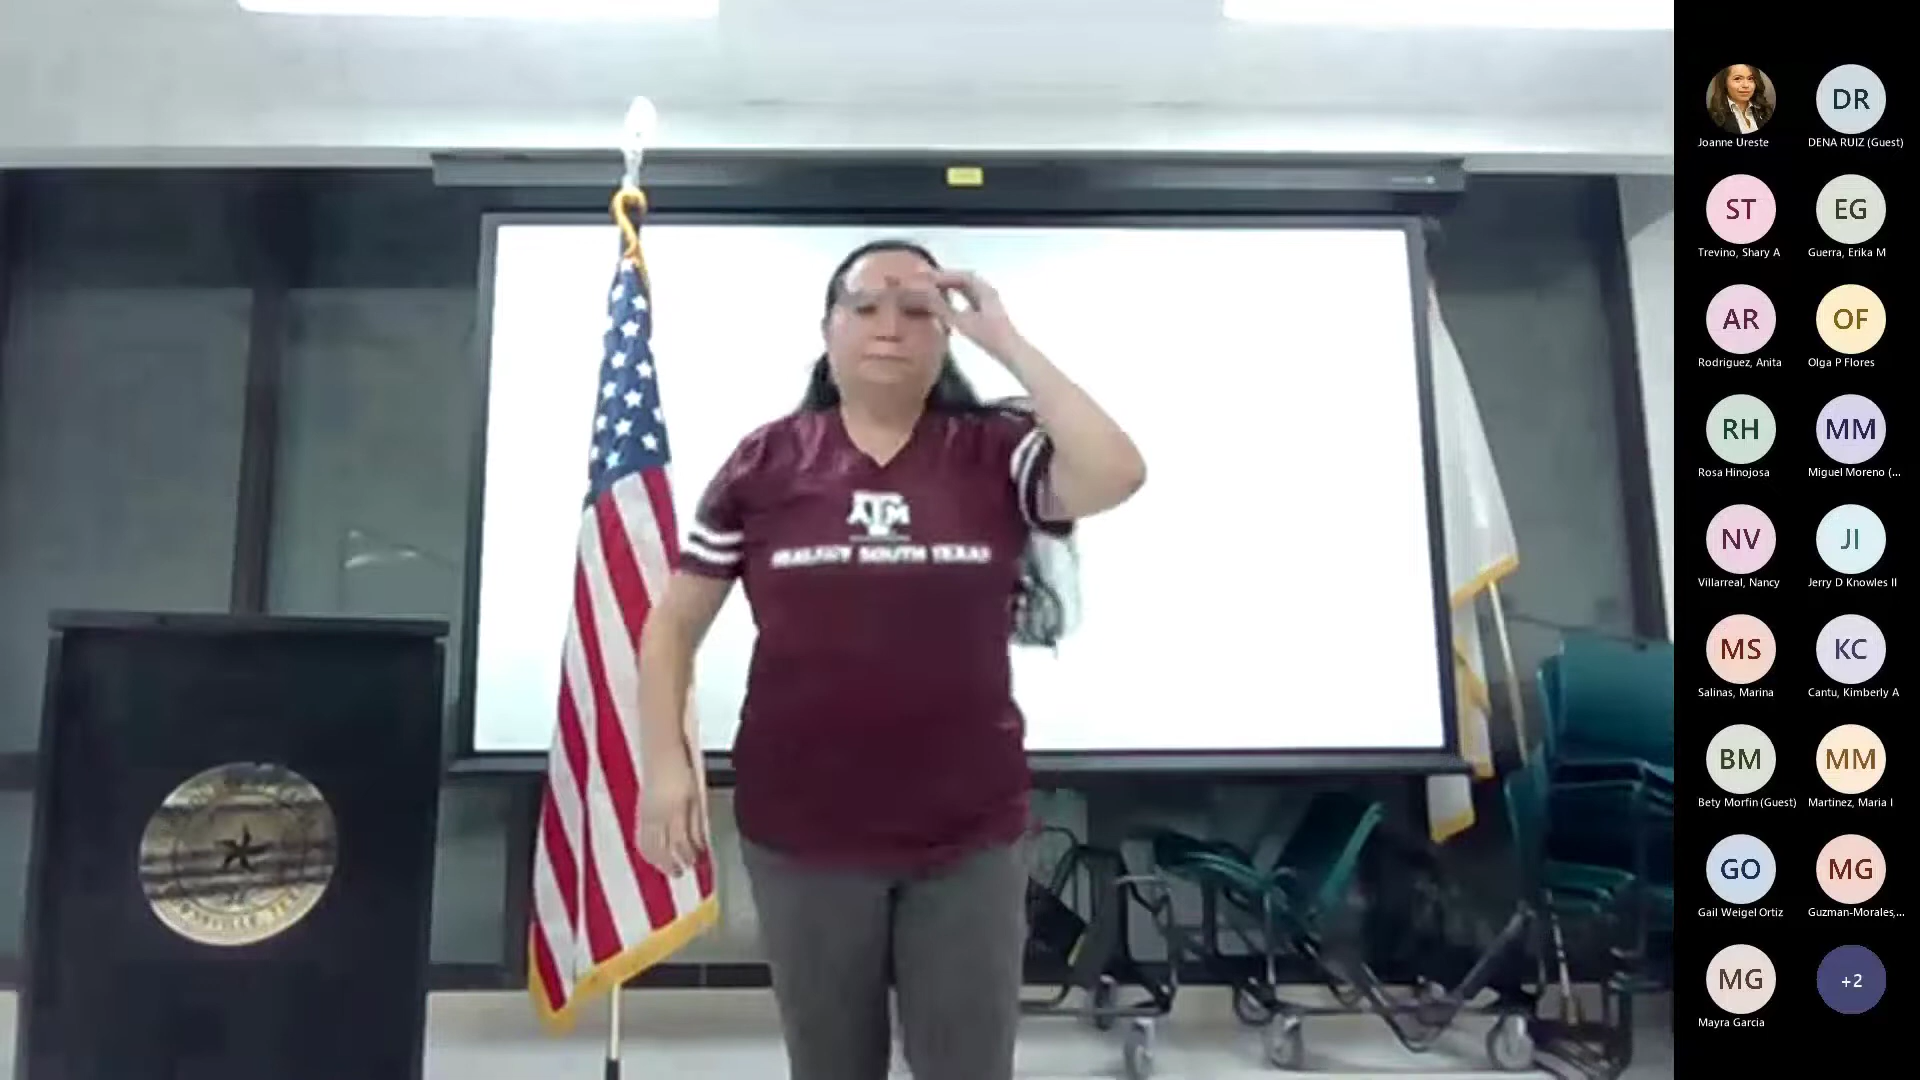 ATM
HEALTHY SOUTH TEXAS
Joanne Ureste
DR
DENA RUIZ (Guest)
ST
Trevino, Shary A
EG
Guerra, Erika M
AR
Rodriguez, Anita
OF
Olga P Flores
RH
Rosa Hinojosa
MM
Miguel Moreno (...
NV
Villarreal, Nancy
JI
Jerry D Knowles II
MS
Salinas, Marina
KC
Cantu, Kimberly A
BM
Bety Morfin (Guest)
MM
Martinez, Maria I
GO
Gail Weigel Ortiz
MG
Guzman-Morales,...
MG
Mayra Garcia
+2